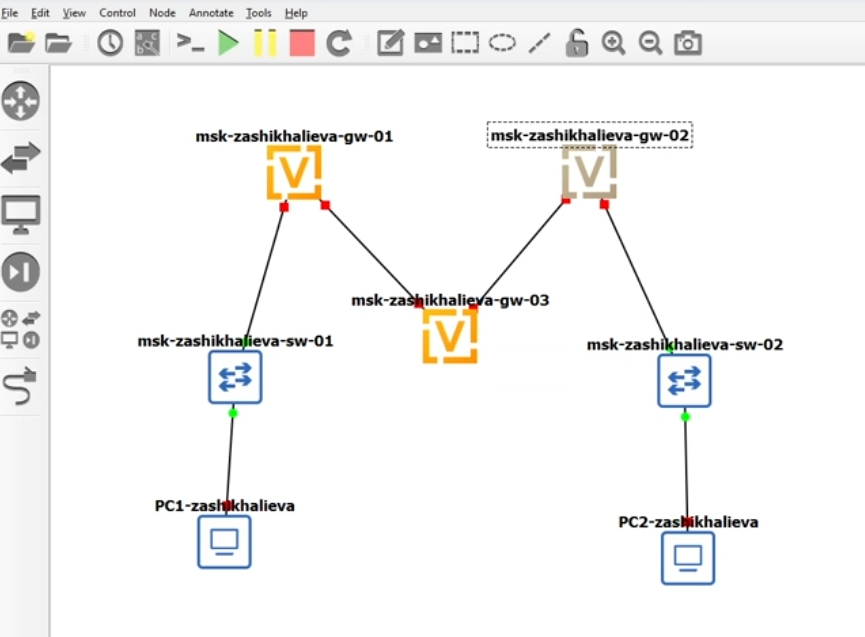 File Edit View Control Node Annotate Tools Help
msk-zashikhalieva-gw-01
msk-zashikhalieva-gw-02
V
V
msk-zashikhalieva-gw-03
V
msk-zashikhalieva-sw-01
msk-zashikhalieva-sw-02
PC1-zashikhalieva
PC2-zashikhalieva